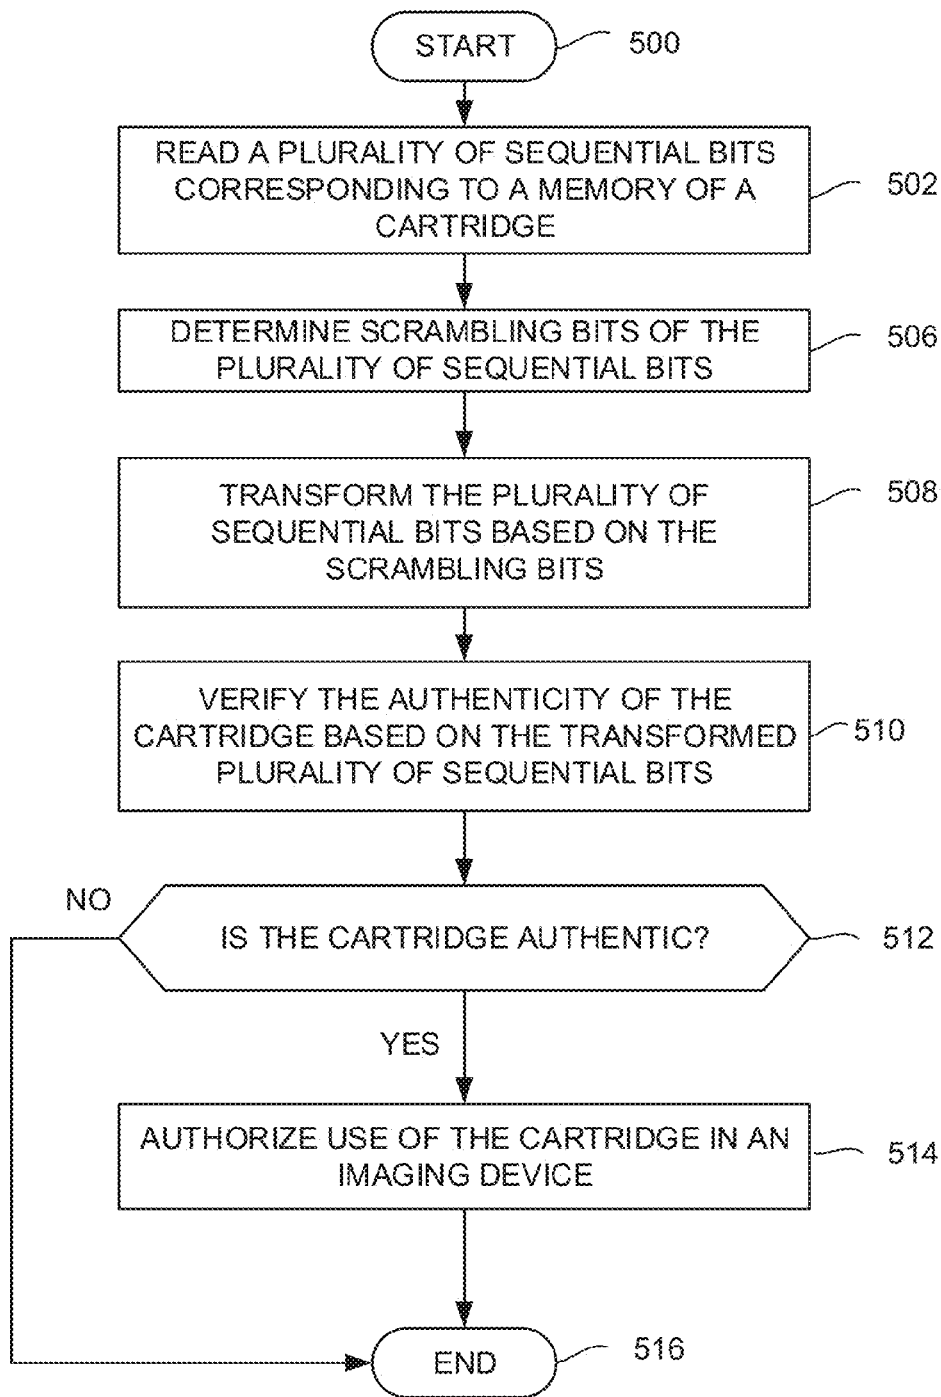 START
500
READ A PLURALITY OF SEQUENTIAL BITS
CORRESPONDING TO A MEMORY OF A
CARTRIDGE
502
DETERMINE SCRAMBLING BITS OF THE
PLURALITY OF SEQUENTIAL BITS
506
TRANSFORM THE PLURALITY OF
SEQUENTIAL BITS BASED ON THE
SCRAMBLING BITS
508
VERIFY THE AUTHENTICITY OF THE
CARTRIDGE BASED ON THE TRANSFORMED
PLURALITY OF SEQUENTIAL BITS
510
NO
IS THE CARTRIDGE AUTHENTIC?
512
YES
AUTHORIZE USE OF THE CARTRIDGE IN AN
IMAGING DEVICE
514
END
516